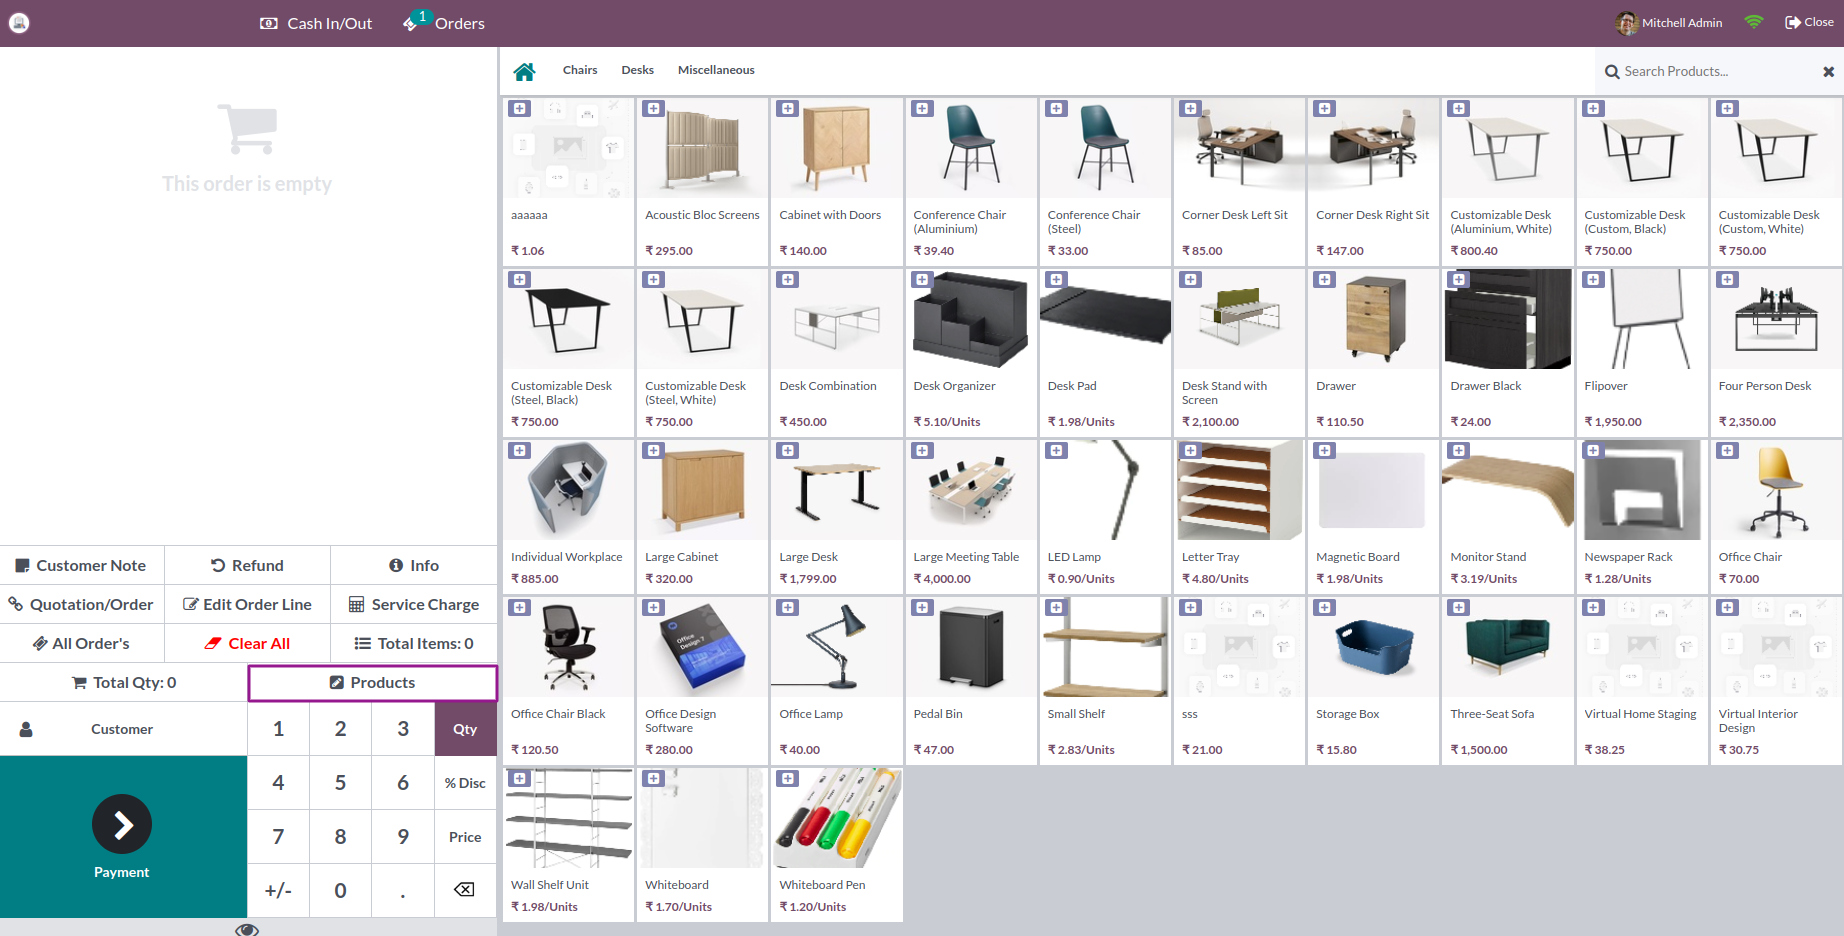 Cash In/Out
1
Orders
Mitchell Admin
Close
This order is empty
Chairs
Desks
Miscellaneous
Search Products...
aaaaaa
₹ 1.06
Acoustic Bloc Screens
₹ 295.00
Cabinet with Doors
₹ 140.00
Conference Chair
(Aluminium)
₹ 39.40
Conference Chair
(Steel)
₹ 33.00
Corner Desk Left Sit
₹ 85.00
Corner Desk Right Sit
₹ 147.00
Customizable Desk
(Aluminium, White)
₹ 800.40
Customizable Desk
(Custom, Black)
₹ 750.00
Customizable Desk
(Custom, White)
₹ 750.00
Customizable Desk
(Steel, Black)
₹ 750.00
Customizable Desk
(Steel, White)
₹ 750.00
Desk Combination
₹ 450.00
Desk Organizer
₹ 5.10/Units
Desk Pad
₹ 1.98/Units
Desk Stand with
Screen
₹ 2,100.00
Drawer
₹ 110.50
Drawer Black
₹ 24.00
Flipover
₹ 1,950.00
Four Person Desk
₹ 2,350.00
Individual Workplace
₹ 885.00
Large Cabinet
₹ 320.00
Large Desk
₹ 1,799.00
Large Meeting Table
₹ 4,000.00
LED Lamp
₹ 0.90/Units
Letter Tray
₹ 4.80/Units
Magnetic Board
₹ 1.98/Units
Monitor Stand
₹ 3.19/Units
Newspaper Rack
₹ 1.28/Units
Office Chair
₹ 70.00
Office Chair Black
₹ 120.50
Office
Design 7
Office Design
Software
₹ 280.00
Office Lamp
₹ 40.00
Pedal Bin
₹ 47.00
Small Shelf
₹ 2.83/Units
sss
₹ 21.00
Storage Box
₹ 15.80
Three-Seat Sofa
₹ 1,500.00
Virtual Home Staging
₹ 38.25
Virtual Interior
Design
₹ 30.75
Wall Shelf Unit
₹ 1.98/Units
Whiteboard
₹ 1.70/Units
Whiteboard Pen
₹ 1.20/Units
Customer Note
Refund
Info
Quotation/Order
Edit Order Line
Service Charge
All Order's
Clear All
Total Items: 0
Total Qty: 0
Products
Customer
1
2
3
Qty
4
5
6
% Disc
7
8
9
Price
+/-
0
.
Payment